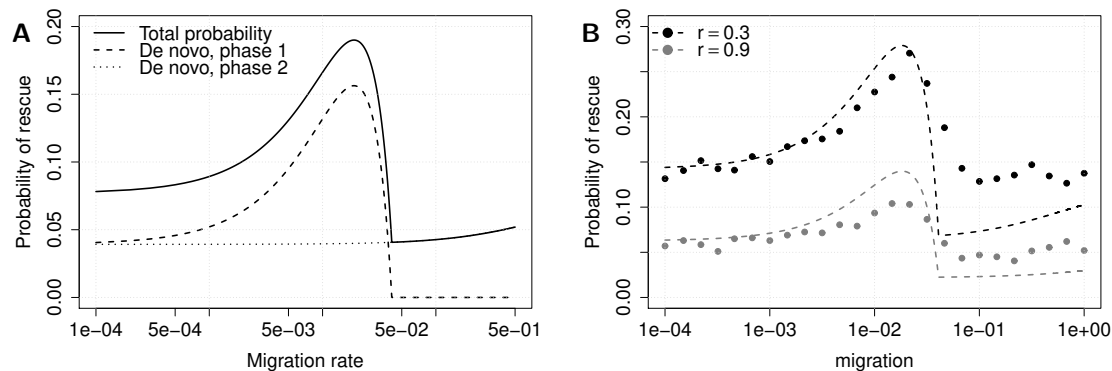 A
Total probability
De novo, phase 1
De novo, phase 2
Probability of rescue
0.00
0.05
0.10
0.15
0.20
1e−04
5e−04
5e−03
5e−02
5e−01
Migration rate
B
r = 0.3
r = 0.9
Probability of rescue
0.00
0.10
0.20
0.30
1e−04
1e−03
1e−02
1e−01
1e+00
migration